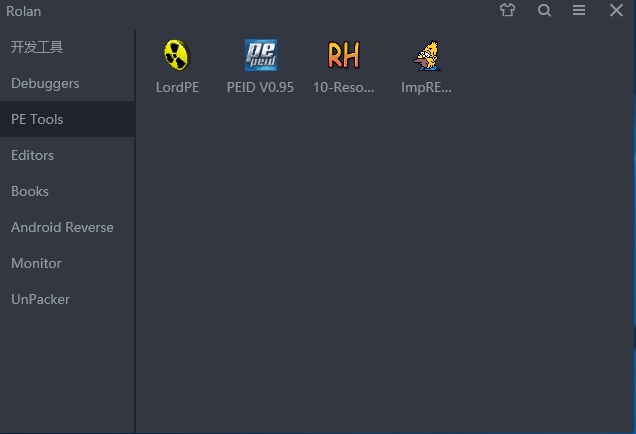 Rolan
开发工具
Debuggers
PE Tools
Editors
Books
Android Reverse
Monitor
UnPacker
pe
peid
RH
LordPE
PEID V0.95
10-Reso...
ImpRE...